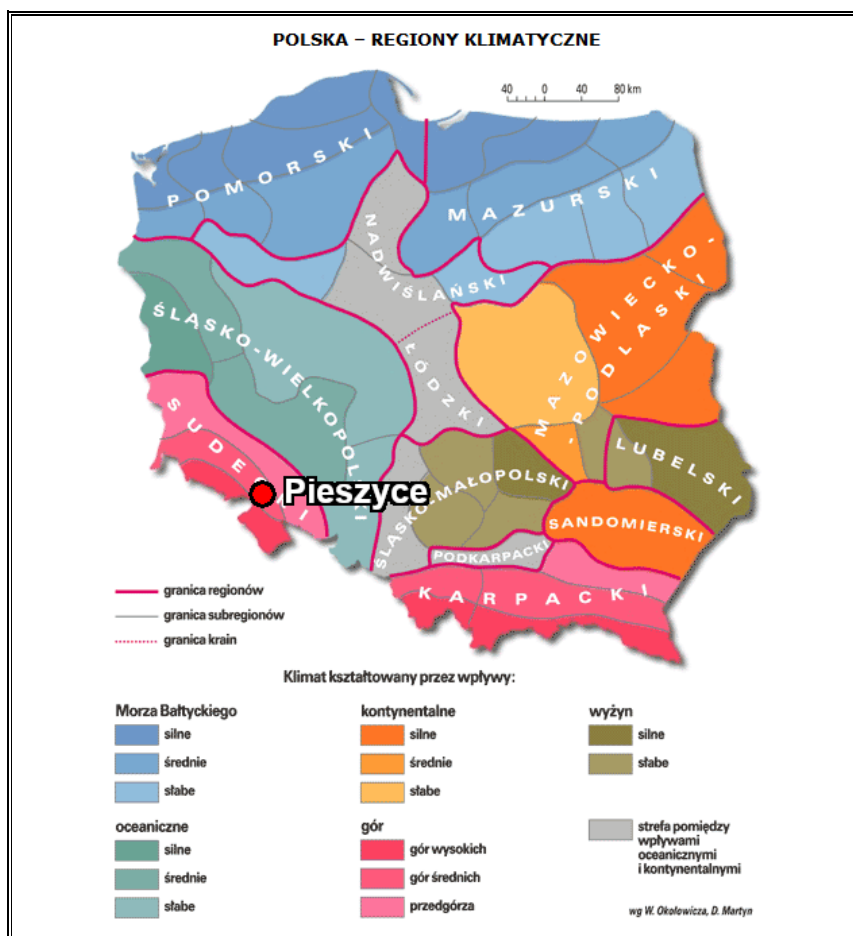 POLSKA – REGIONY KLIMATYCZNE
40 0 40 80 km
POMORSKI
MAZURSKI
NADWIŚLAŃSKI
MAZOWIECKO-
-PODLASKI
ŚLĄSKO-WIELKOPOLSKI
ŁÓDZKI
SUDECKI
Pieszyce
ŚLĄSKO-MAŁOPOLSKI
LUBELSKI
SANDOMIERSKI
PODKARPACKI
KARPACKI
granica regionów
granica subregionów
granica krain
Klimat kształtowany przez wpływy:
Morza Bałtyckiego
silne
średnie
słabe
kontynentalne
silne
średnie
słabe
wyżyn
silne
słabe
oceaniczne
silne
średnie
słabe
gór
gór wysokich
gór średnich
przedgórza
strefa pomiędzy
wpływami
oceanicznymi
i kontynentalnymi
wg W. Okołowicza, D. Martyn